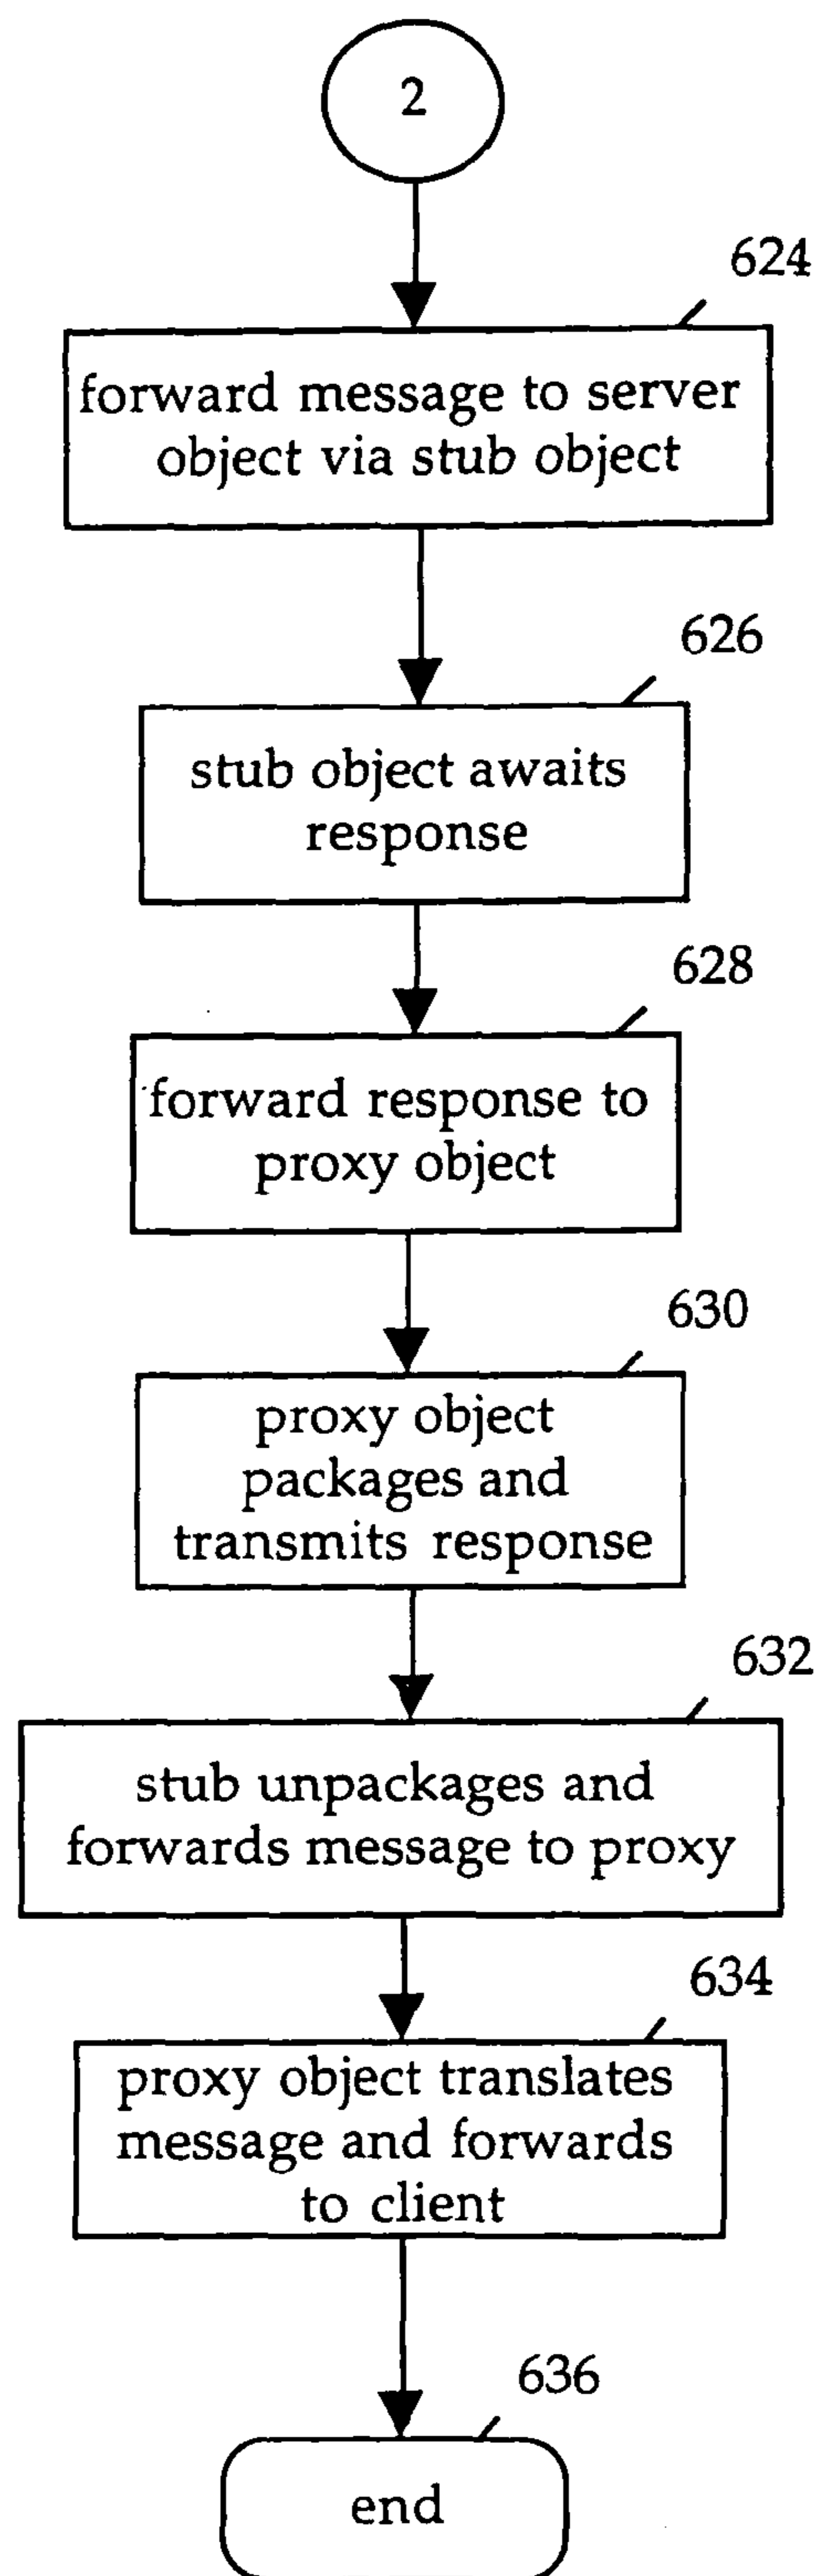 2
624
forward message to server
object via stub object
626
stub object awaits
response
628
forward response to
proxy object
630
proxy object
packages and
transmits response
632
stub unpackages and
forwards message to proxy
634
proxy object translates
message and forwards
to client
636
end